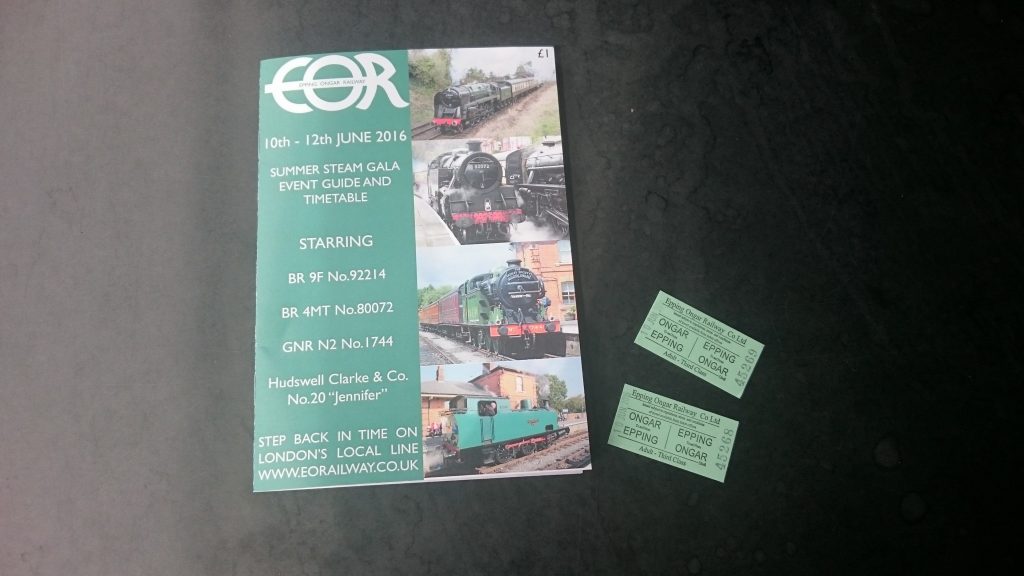 EOR
EPPING ONGAR RAILWAY
£1
10th - 12th JUNE 2016
SUMMER STEAM GALA
EVENT GUIDE AND
TIMETABLE
STARRING
BR 9F No.92214
BR 4MT No.80072
GNR N2 No.1744
Hudswell Clarke & Co.
No.20 "Jennifer"
STEP BACK IN TIME ON
LONDON'S LOCAL LINE
WWW.EORAILWAY.CO.UK
80072
Epping Ongar Railway Co Ltd
ONGAR
EPPING
EPPING
ONGAR
Adult - Third Class
45269
Epping Ongar Railway Co Ltd
ONGAR
EPPING
EPPING
ONGAR
Adult - Third Class
45268